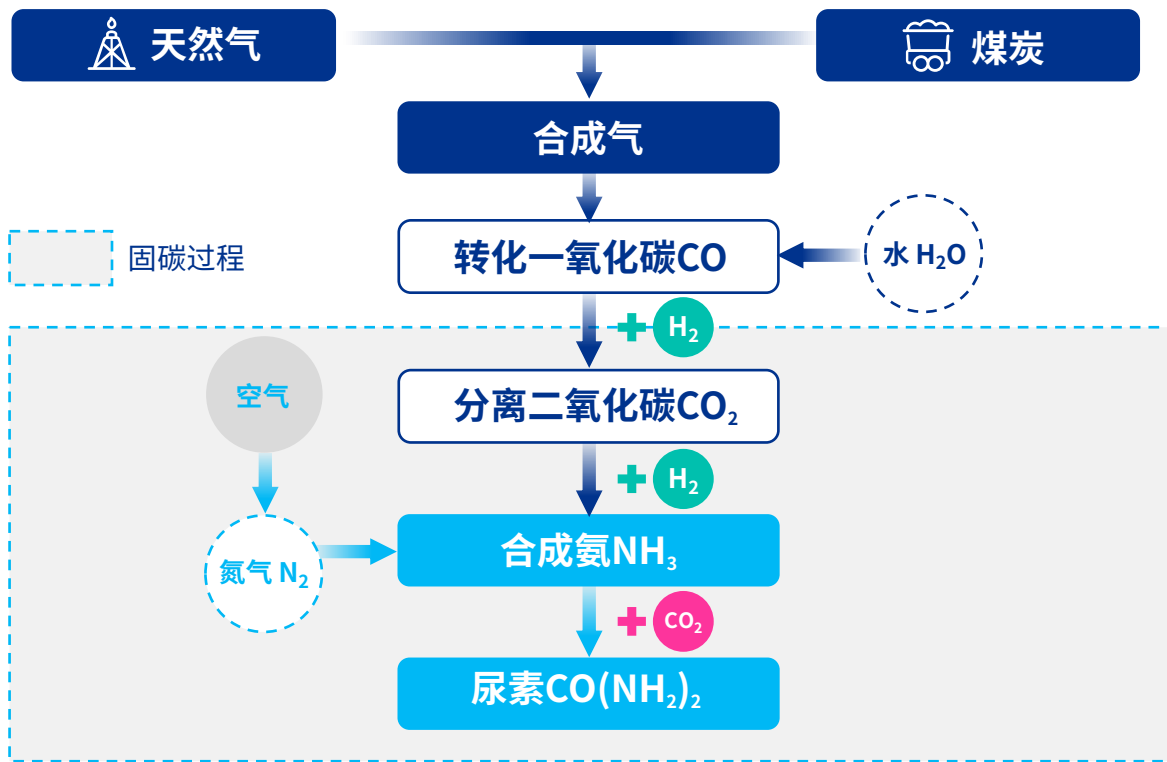 天然气
煤炭
合成气
转化一氧化碳CO
水 H₂O
固碳过程
H₂
空气
分离二氧化碳CO₂
H₂
合成氨NH₃
氮气 N₂
CO₂
尿素CO(NH₂)₂